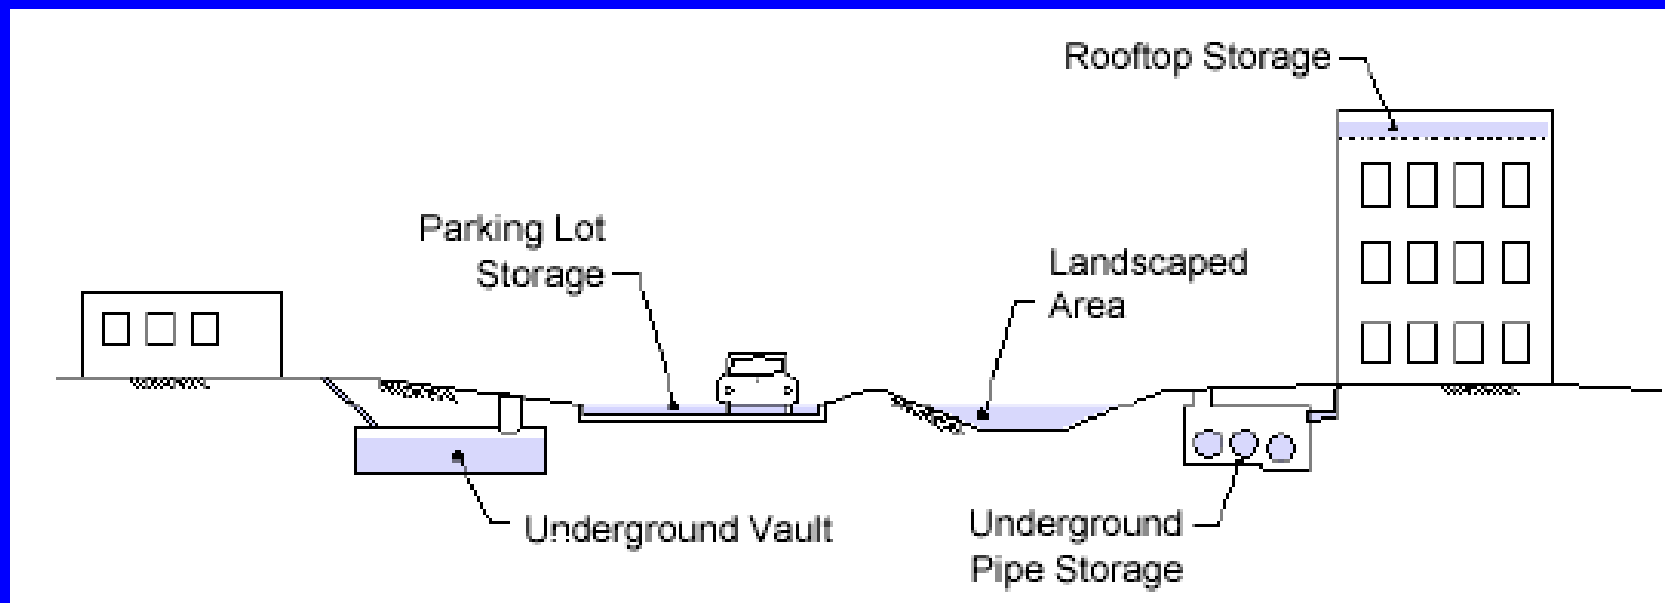 Rooftop Storage
Parking Lot
Storage
Landscaped
Area
Underground Vault
Underground
Pipe Storage